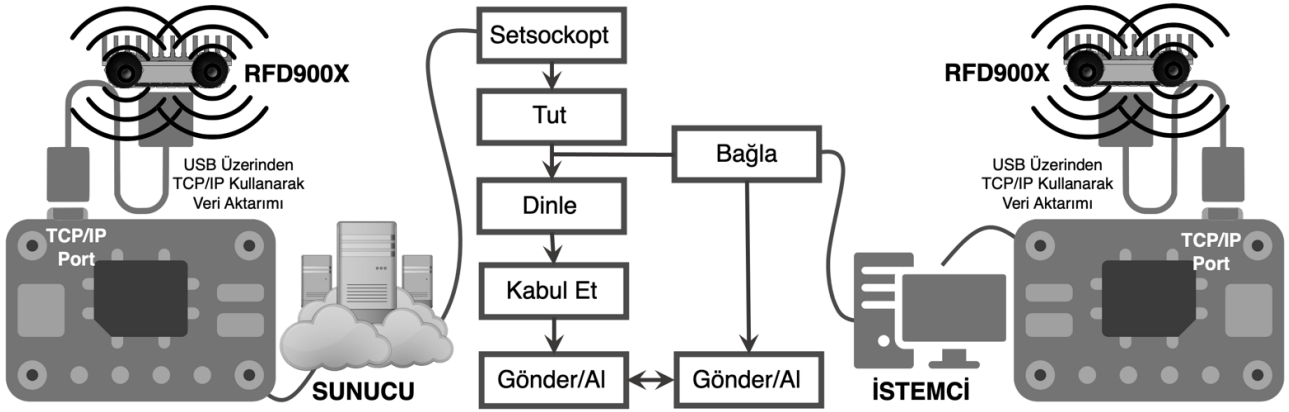 RFD900X
USB Üzerinden
TCP/IP Kullanarak
Veri Aktarımı
TCP/IP
Port
SUNUCU
Setsockopt
Tut
Dinle
Kabul Et
Gönder/Al
Bağla
Gönder/Al
RFD900X
USB Üzerinden
TCP/IP Kullanarak
Veri Aktarımı
TCP/IP
Port
İSTEMCİ